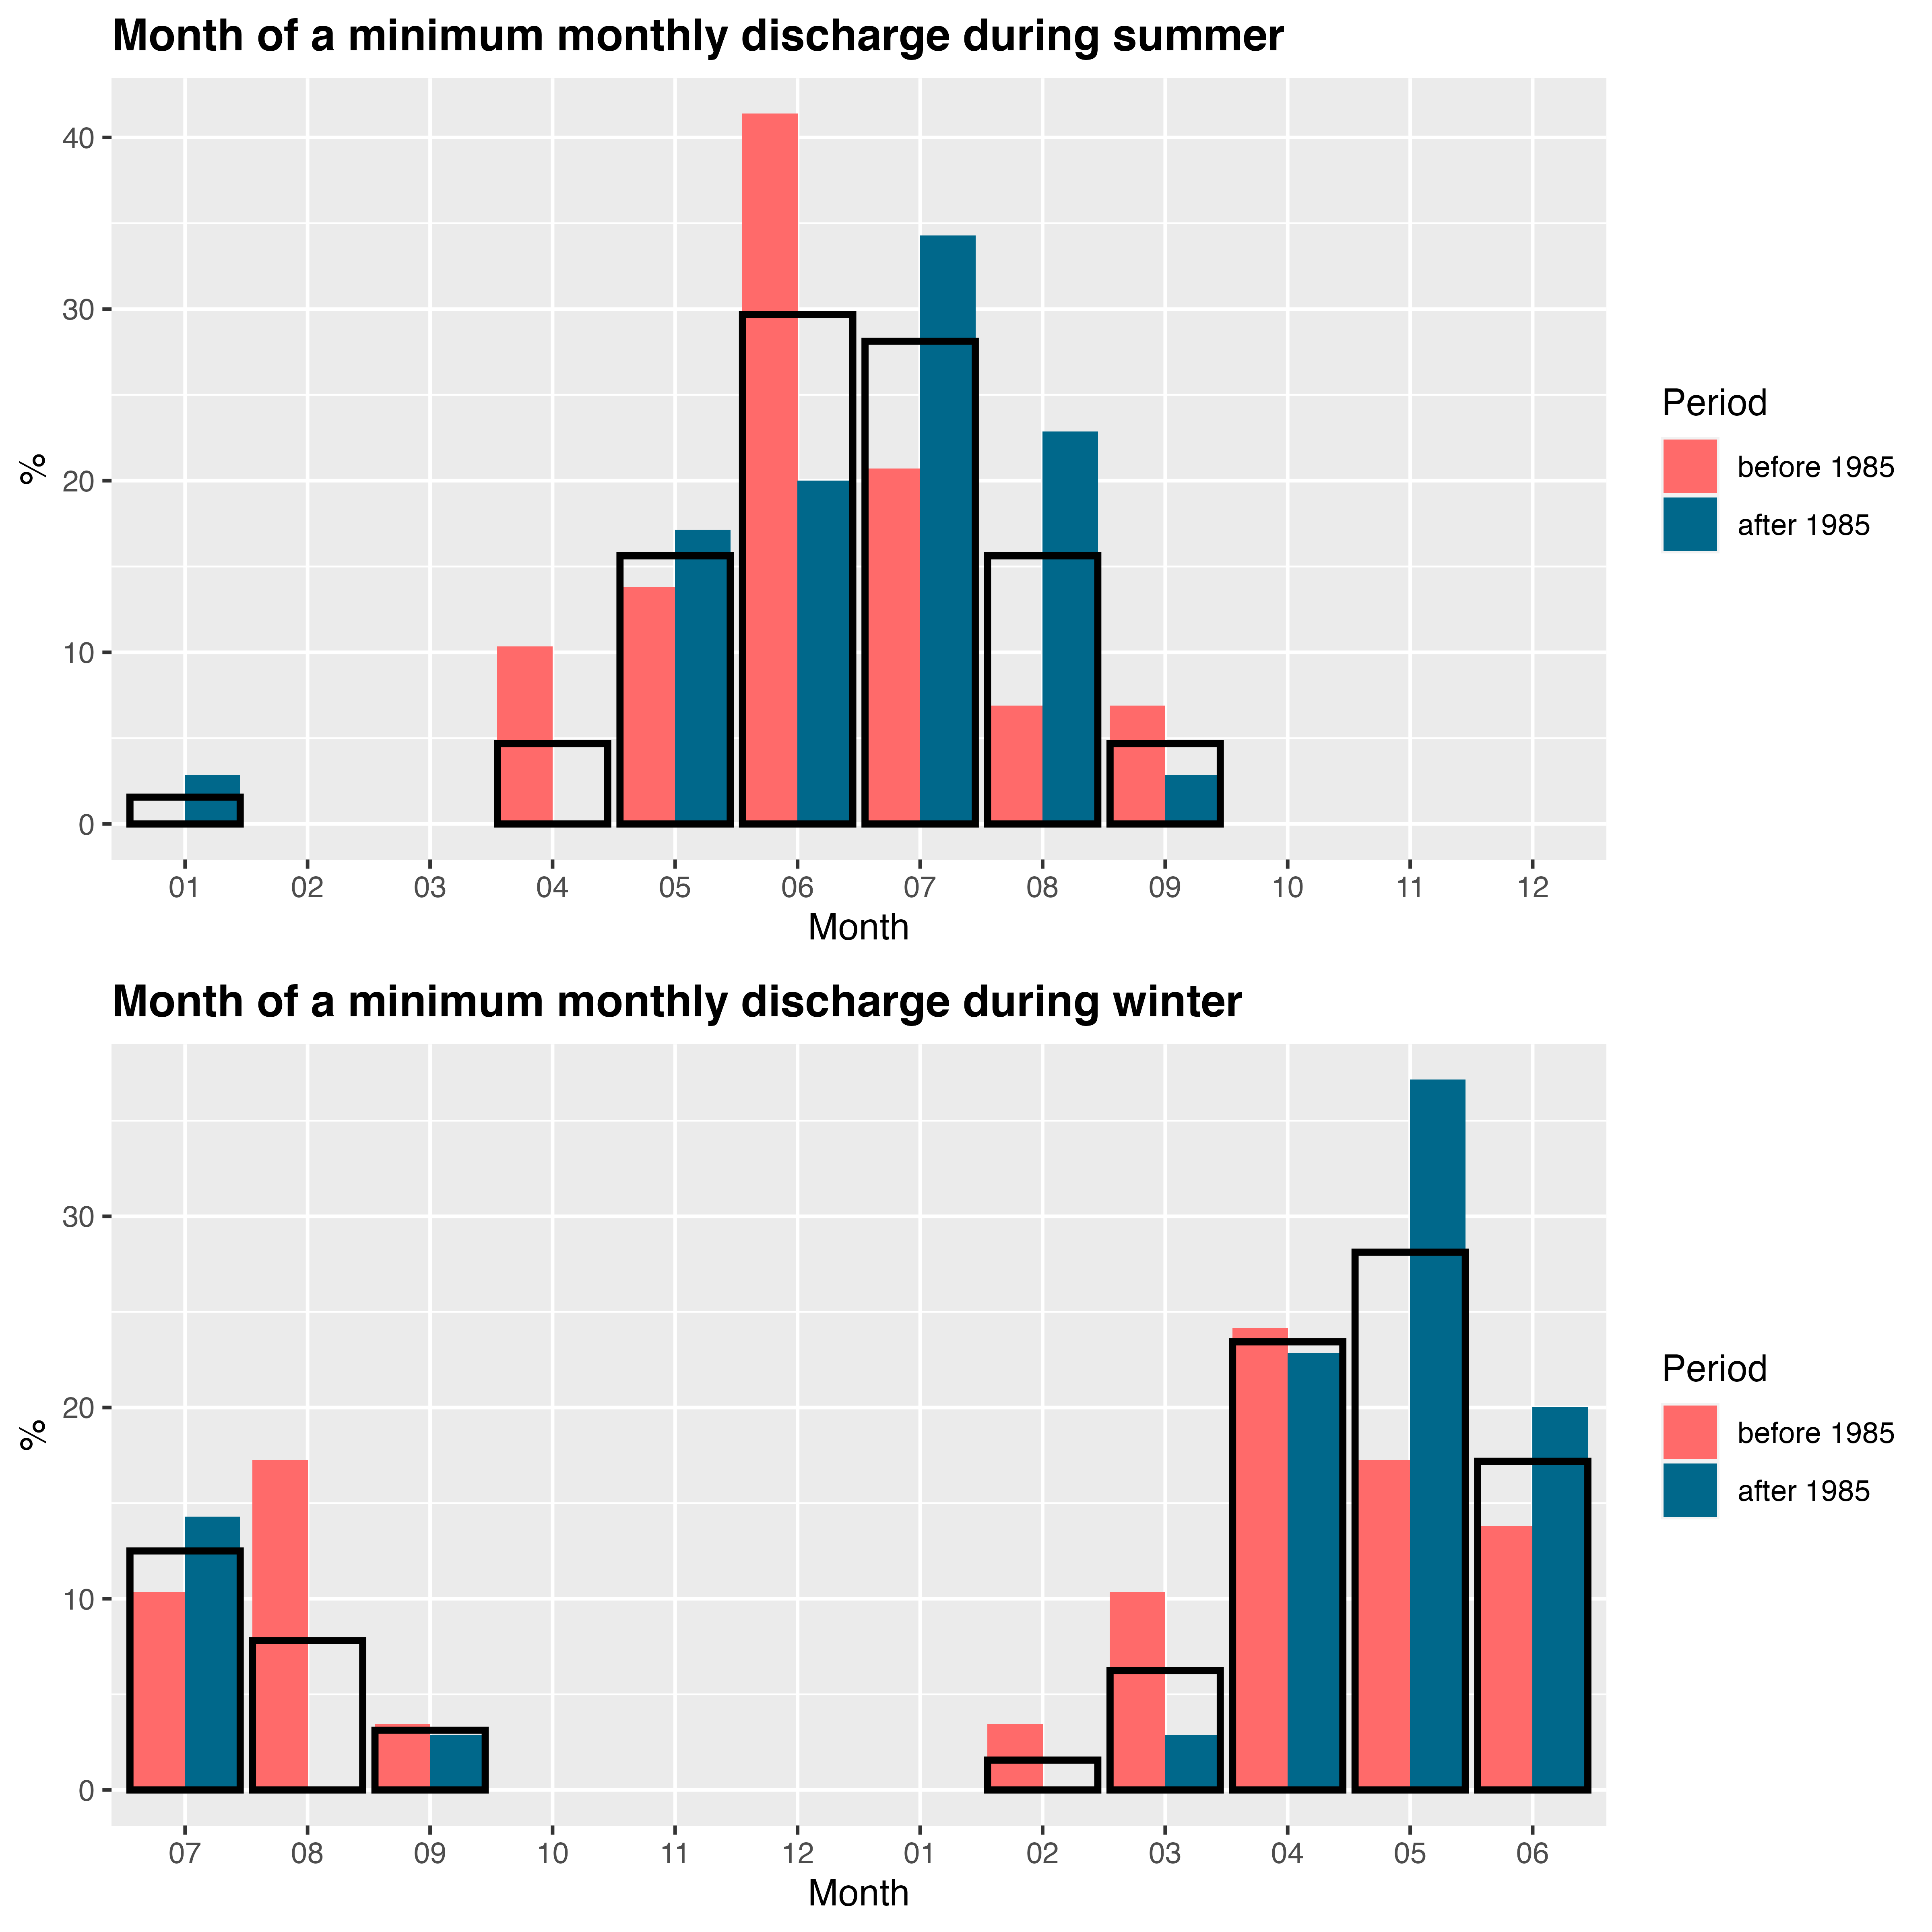 Month of a minimum monthly discharge during summer
40
30
20
10
0
%
01 02 03 04 05 06 07 08 09 10 11 12
Month
Period
before 1985
after 1985
Month of a minimum monthly discharge during winter
30
20
10
0
%
07 08 09 10 11 12 01 02 03 04 05 06
Month
Period
before 1985
after 1985